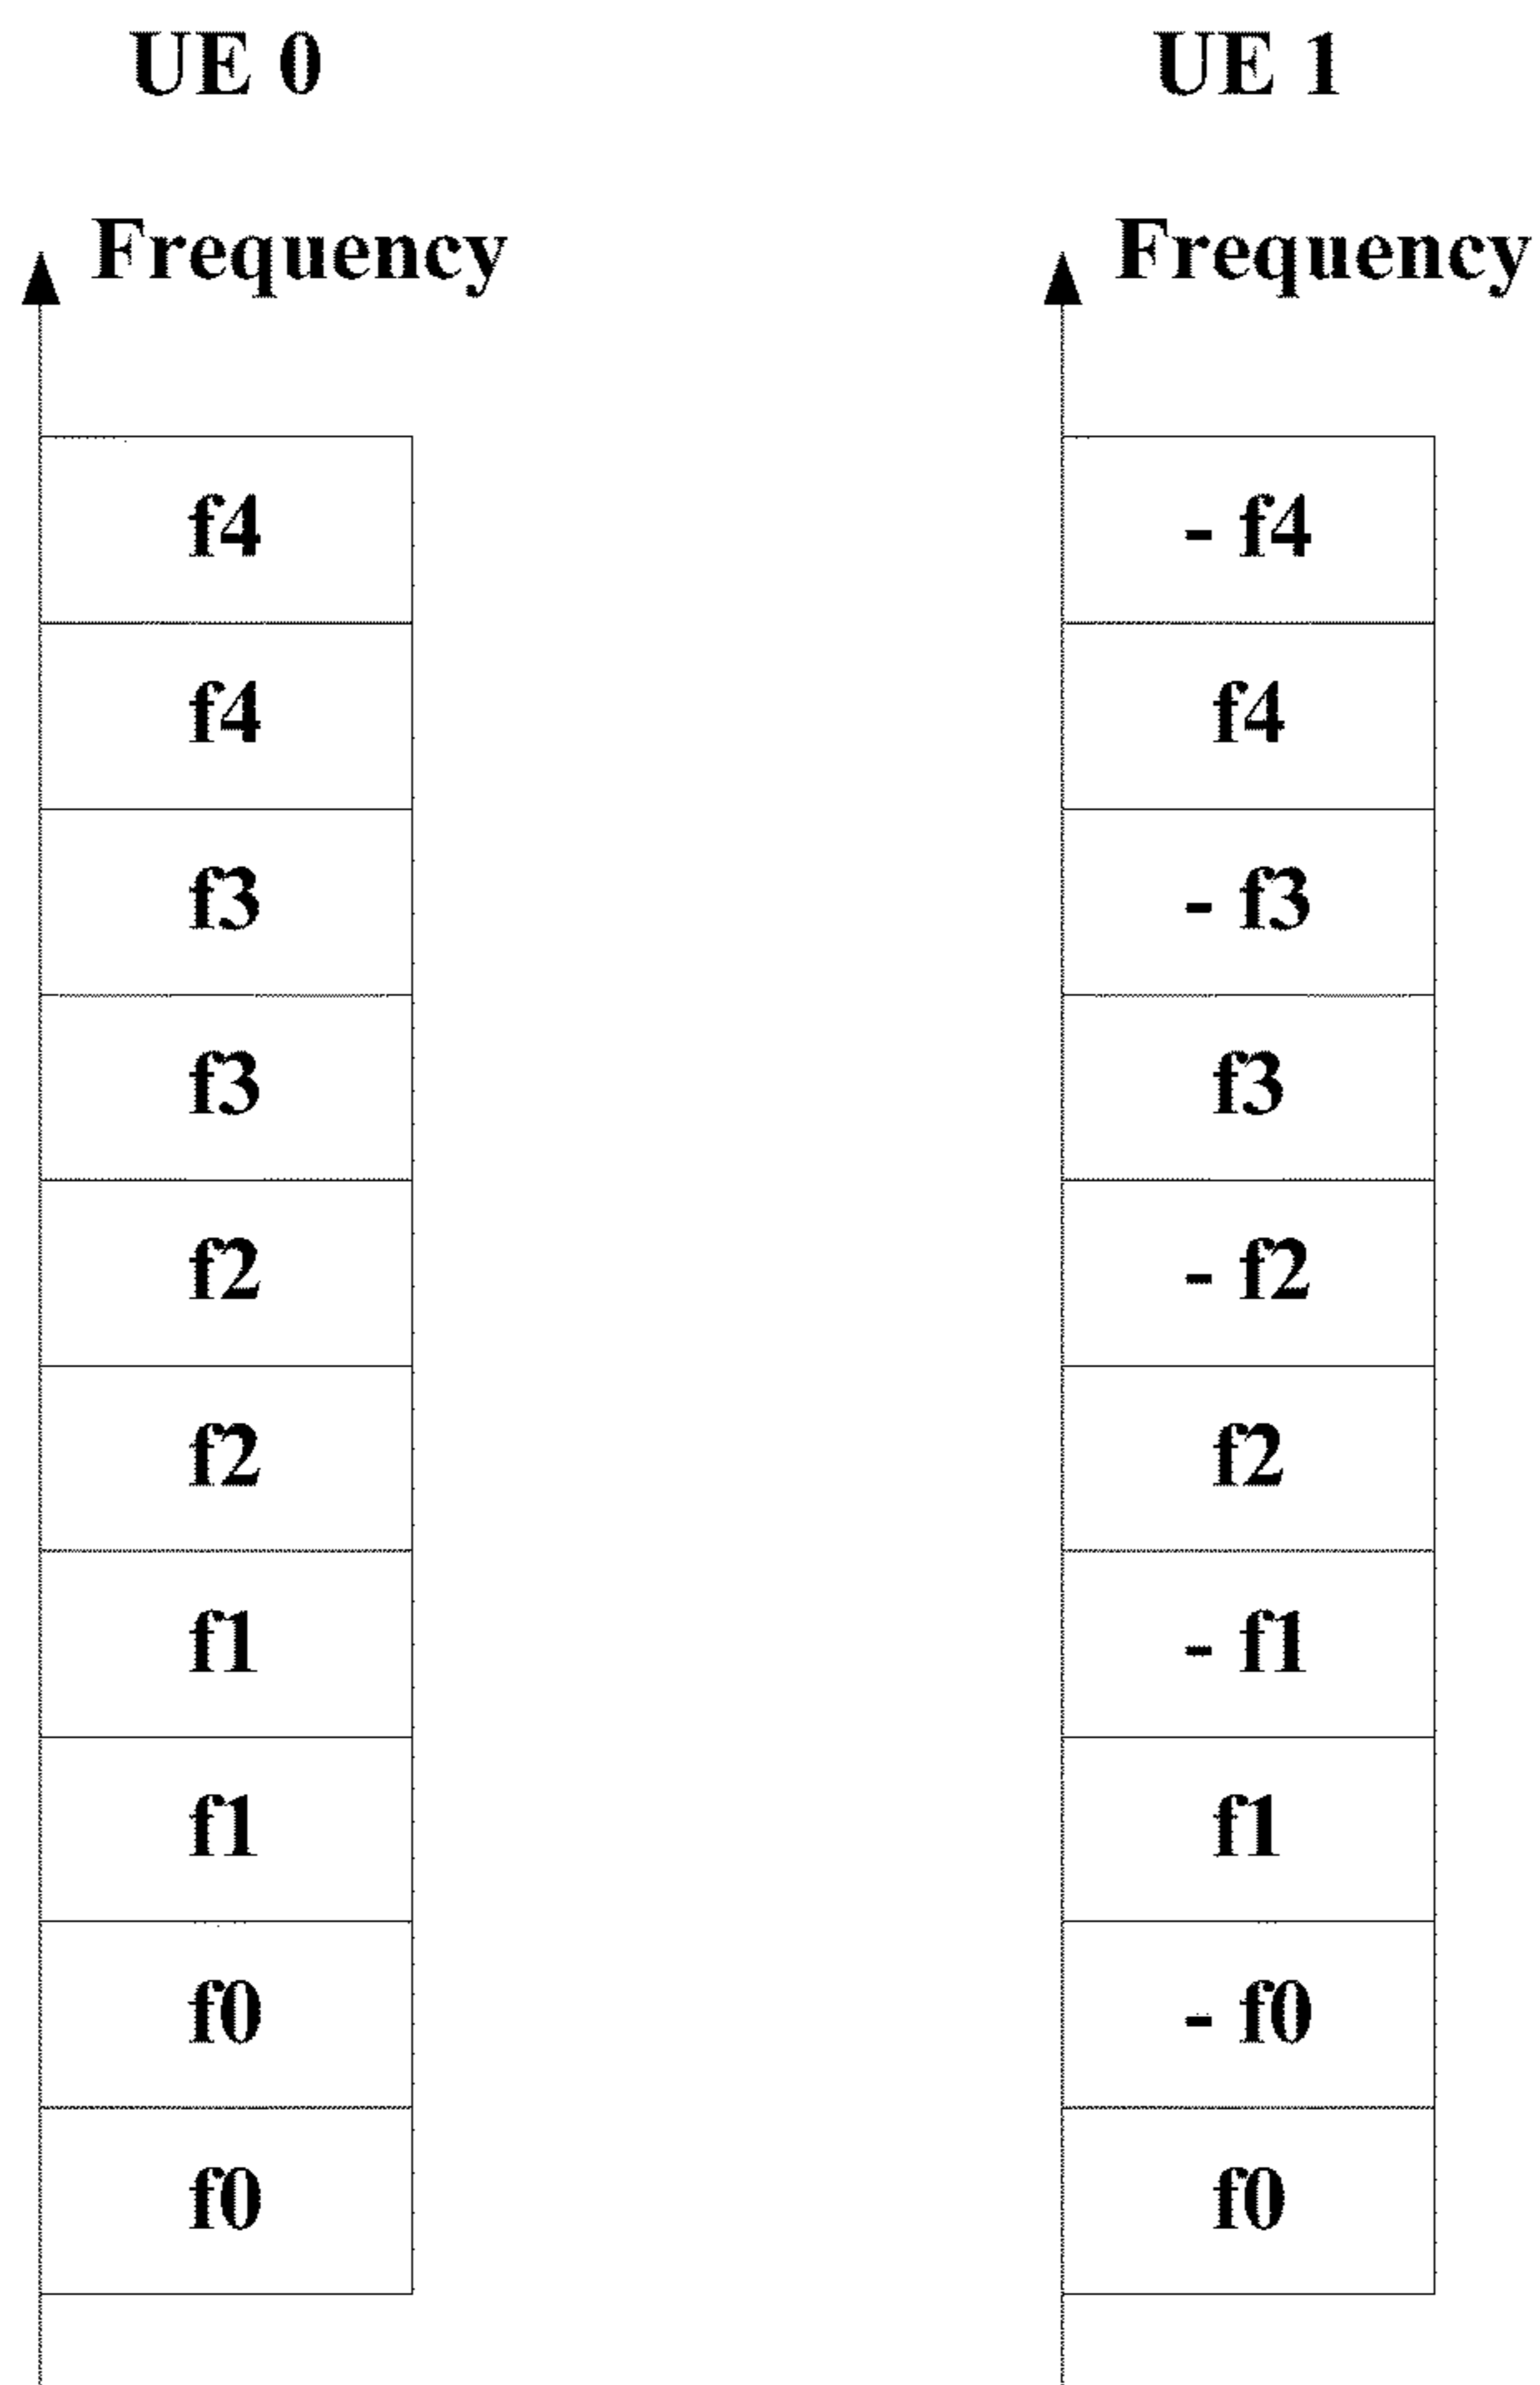 UE 0 UE 1
Frequency Frequency
f4 - f4
f4 f4
f3 - f3
f3 f3
f2 - f2
f2 f2
f1 - f1
f1 f1
f0 - f0
f0 f0